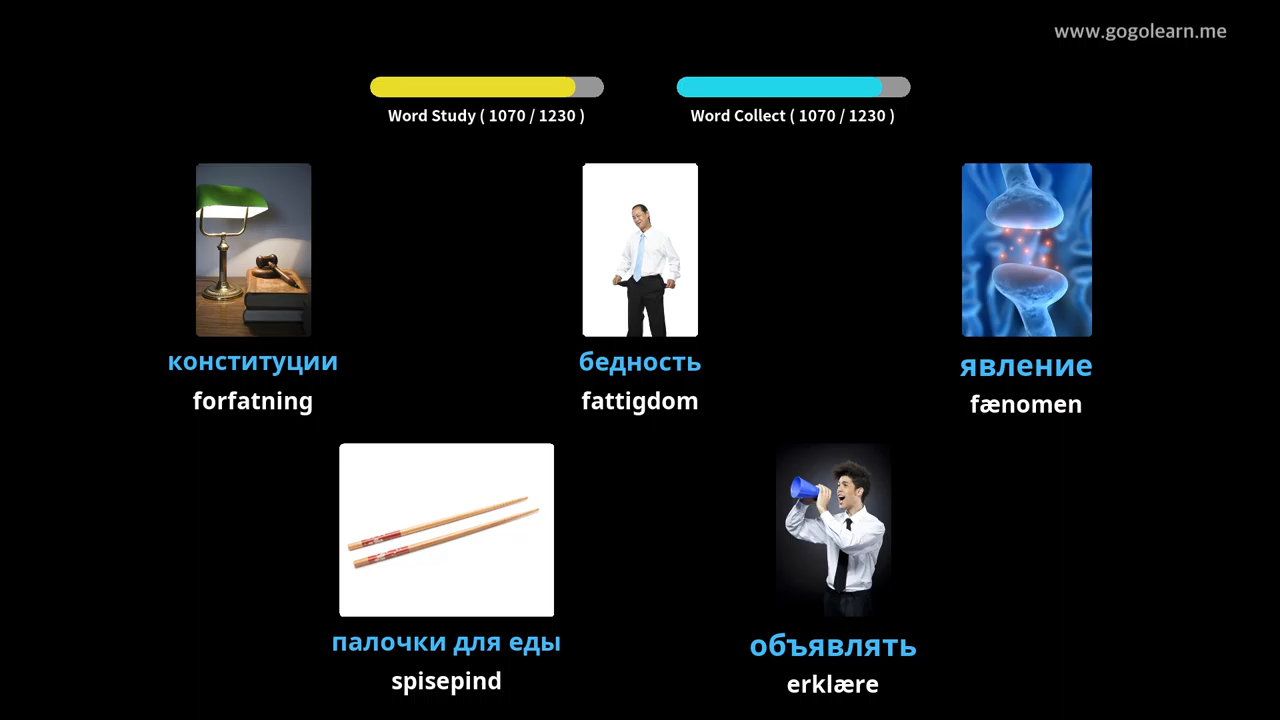 www.gogolearn.me
Word Study ( 1070 / 1230 )
Word Collect ( 1070 / 1230 )
конституции
forfatning
бедность
fattigdom
явление
fænomen
палочки для еды
spisepind
объявлять
erklære